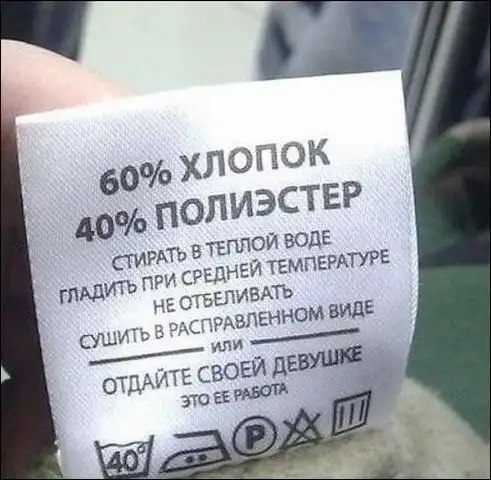 60% ХЛОПОК
40% ПОЛИЭСТЕР
СТИРАТЬ В ТЕПЛОЙ ВОДЕ
ГЛАДИТЬ ПРИ СРЕДНЕЙ ТЕМПЕРАТУРЕ
НЕ ОТБЕЛИВАТЬ
СУШИТЬ В РАСПРАВЛЕННОМ ВИДЕ
ИЛИ
ОТДАЙТЕ СВОЕЙ ДЕВУШКЕ
ЭТО ЕЕ РАБОТА
40° P